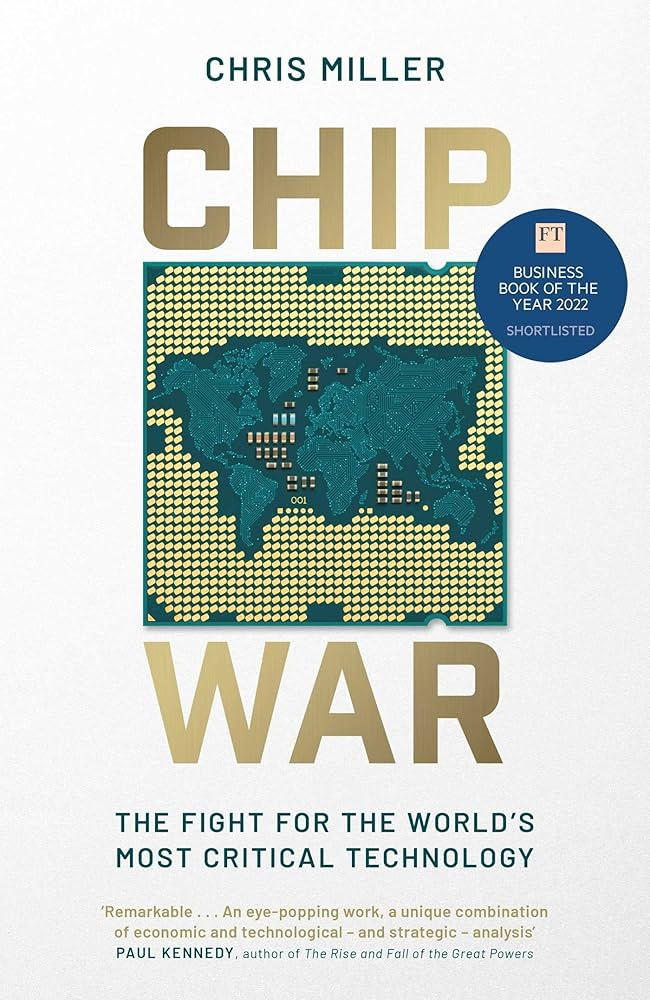 CHRIS MILLER
CHIP
FT
BUSINESS
BOOK OF THE
YEAR 2022
SHORTLISTED
001
WAR
THE FIGHT FOR THE WORLD’S
MOST CRITICAL TECHNOLOGY
‘Remarkable . . . An eye-popping work, a unique combination
of economic and technological – and strategic – analysis’
PAUL KENNEDY, author of The Rise and Fall of the Great Powers